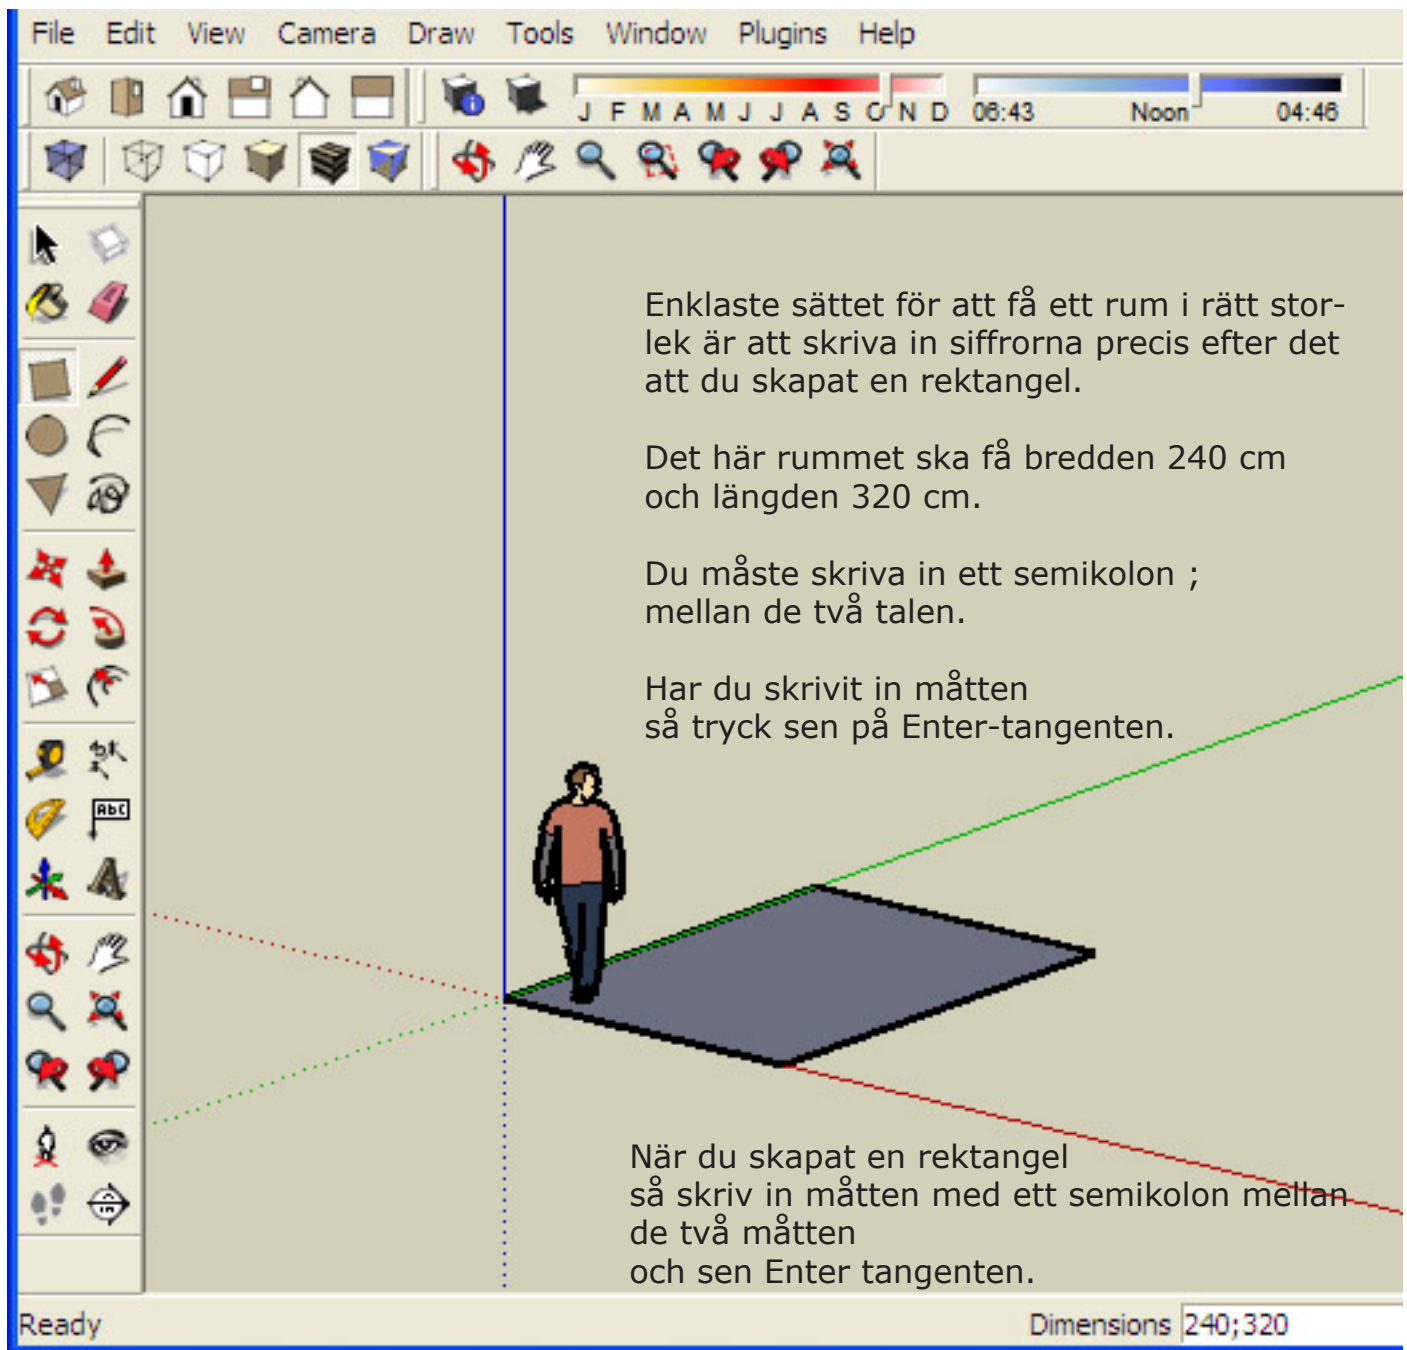 File Edit View Camera Draw Tools Window Plugins Help
J F M A M J J A S O N D 06:43 Noon 04:46
Enklaste sättet för att få ett rum i rätt stor-
lek är att skriva in siffrorna precis efter det
att du skapat en rektangel.
Det här rummet ska få bredden 240 cm
och längden 320 cm.
Du måste skriva in ett semikolon ;
mellan de två talen.
Har du skrivit in måtten
så tryck sen på Enter-tangenten.
ABC
När du skapat en rektangel
så skriv in måtten med ett semikolon mellan
de två måtten
och sen Enter tangenten.
Ready Dimensions 240;320